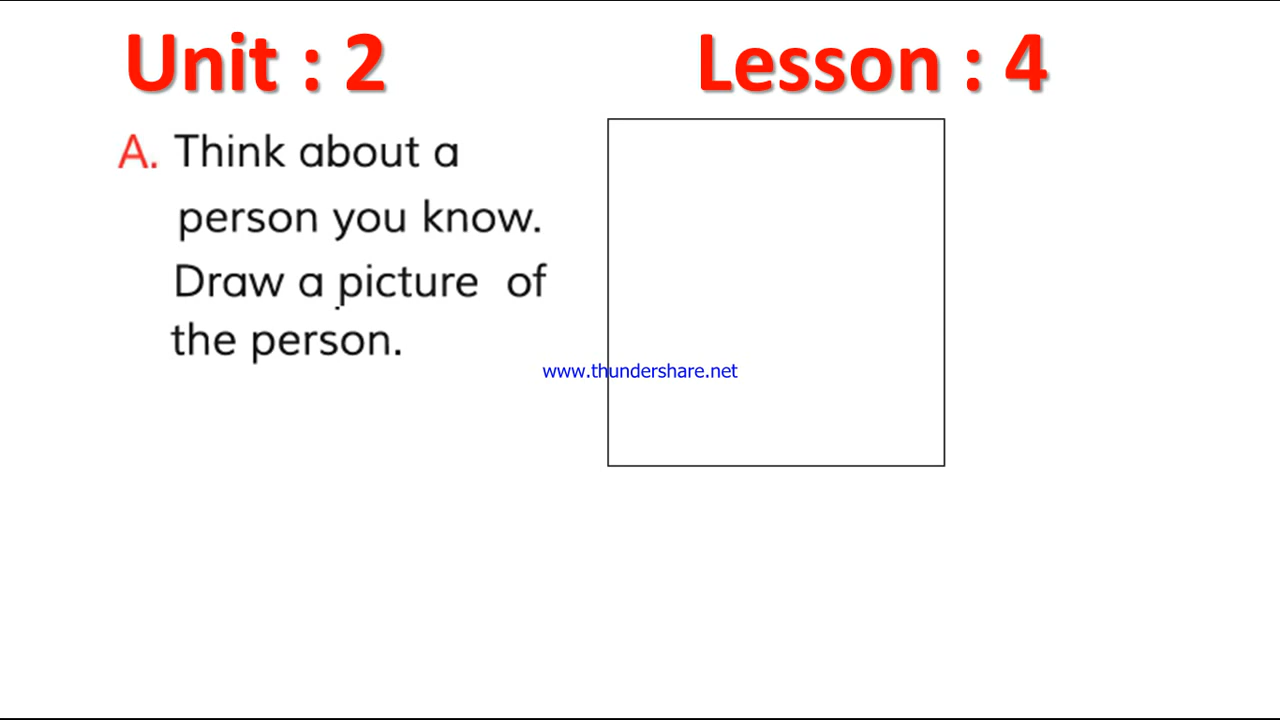 Unit : 2
Lesson : 4
A. Think about a
person you know.
Draw a picture of
the person.
www.thundershare.net